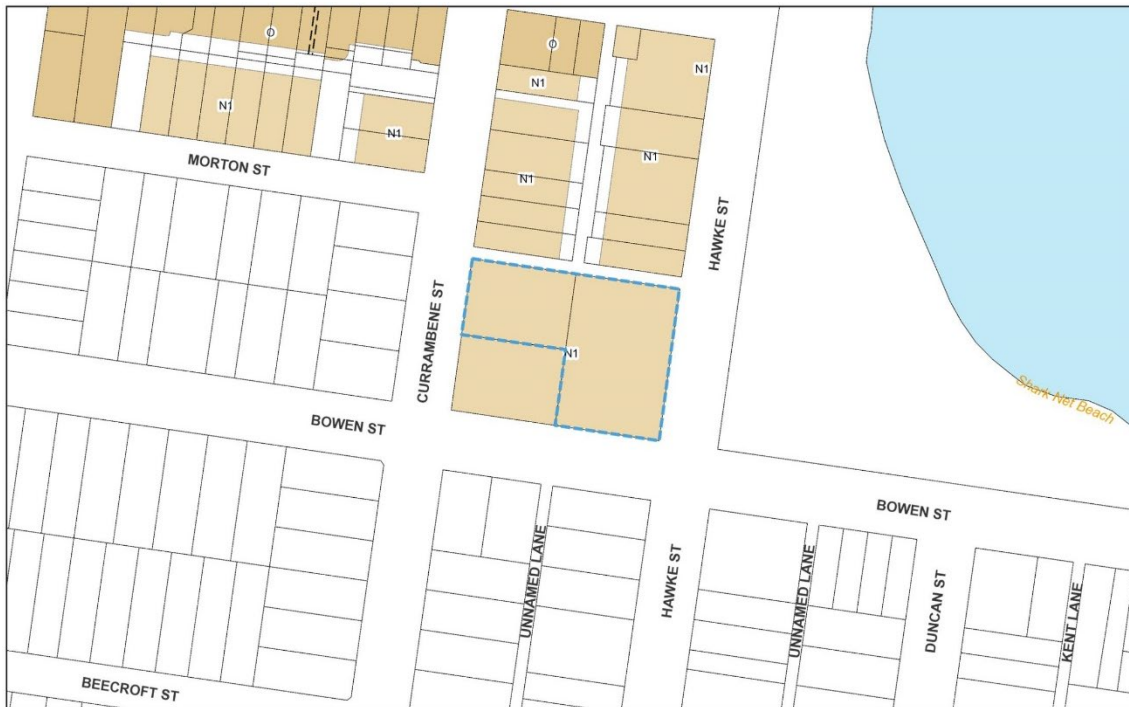 O
O
N1
N1
N1
N1
N1
N1
N1
MORTON ST
HAWKE ST
CURRAMBENE ST
N1
Shark Net Beach
BOWEN ST
BOWEN ST
UNNAMED LANE
HAWKE ST
UNNAMED LANE
DUNCAN ST
KENT LANE
BEECROFT ST